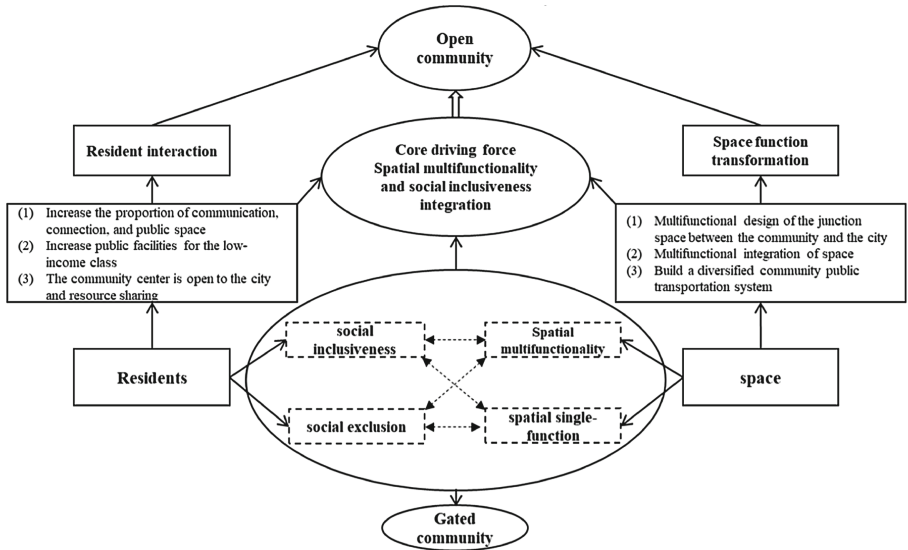 Open
community
Resident interaction
Core driving force
Spatial multifunctionality
and social inclusiveness
integration
Space function
transformation
(1) Increase the proportion of communication,
connection, and public space
(2) Increase public facilities for the low-
income class
(3) The community center is open to the city
and resource sharing
(1) Multifunctional design of the junction
space between the community and the city
(2) Multifunctional integration of space
(3) Build a diversified community public
transportation system
Residents
social
inclusiveness
Spatial
multifunctionality
social exclusion
spatial single-
function
space
Gated
community